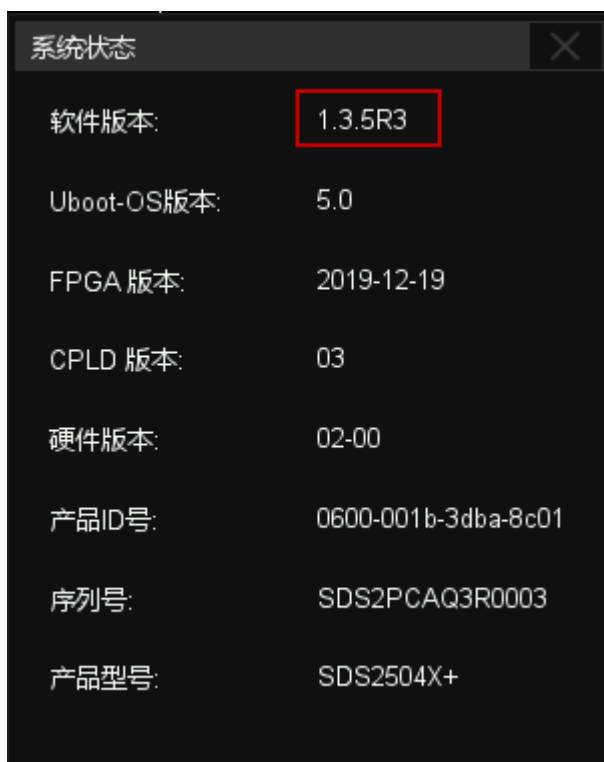 系统状态
软件版本: 1.3.5R3
Uboot-OS版本: 5.0
FPGA 版本: 2019-12-19
CPLD 版本: 03
硬件版本: 02-00
产品ID号: 0600-001b-3dba-8c01
序列号: SDS2PCAQ3R0003
产品型号: SDS2504X+